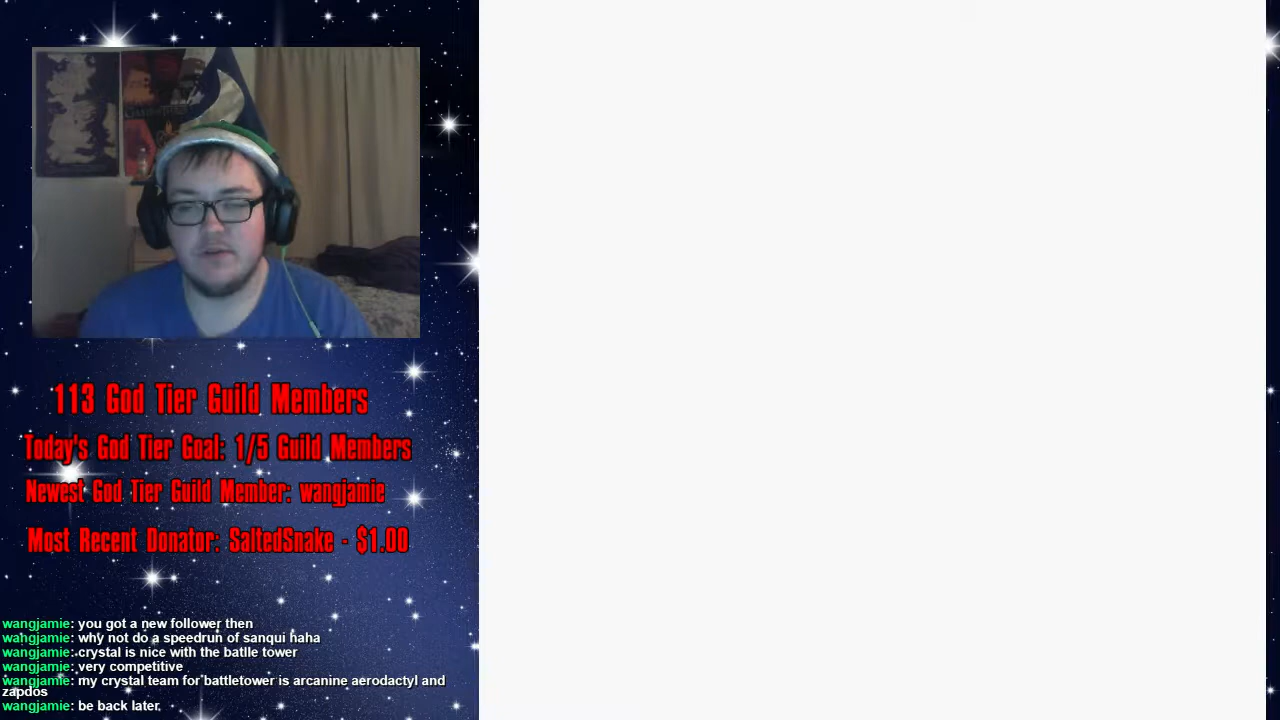 113 God Tier Guild Members
Today's God Tier Goal: 1/5 Guild Members
Newest God Tier Guild Member: wangjamie
Most Recent Donator: SaltedSnake - $1.00
wangjamie: you got a new follower then
wangjamie: why not do a speedrun of sanqui haha
wangjamie: crystal is nice with the batlle tower
wangjamie: very competitive
wangjamie: my crystal team for battletower is arcanine aerodactyl and
zapdos
wangjamie: be back later